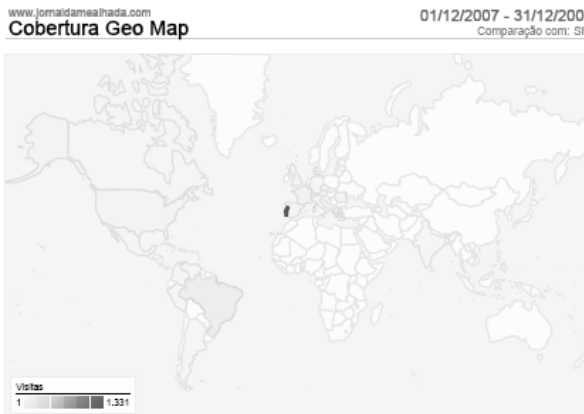 www.jornaldamealhada.com
Cobertura Geo Map
01/12/2007 - 31/12/200
Comparação com: Si
Visitas
1 1.331